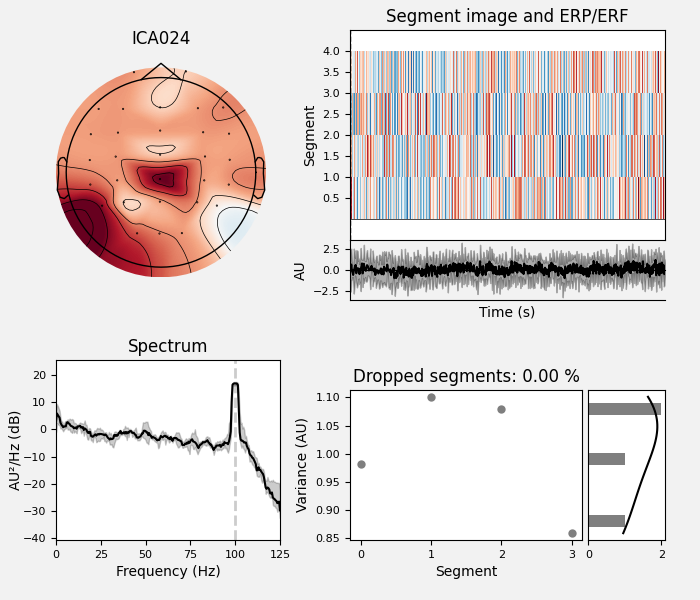 ICA024
Segment image and ERP/ERF
Segment
4.0
3.5
3.0
2.5
2.0
1.5
1.0
0.5
AU
2.5
0.0
−2.5
Time (s)
Spectrum
AU²/Hz (dB)
20
10
0
−10
−20
−30
−40
0 25 50 75 100 125
Frequency (Hz)
Dropped segments: 0.00 %
Variance (AU)
1.10
1.05
1.00
0.95
0.90
0.85
0 1 2 3
Segment
0 2